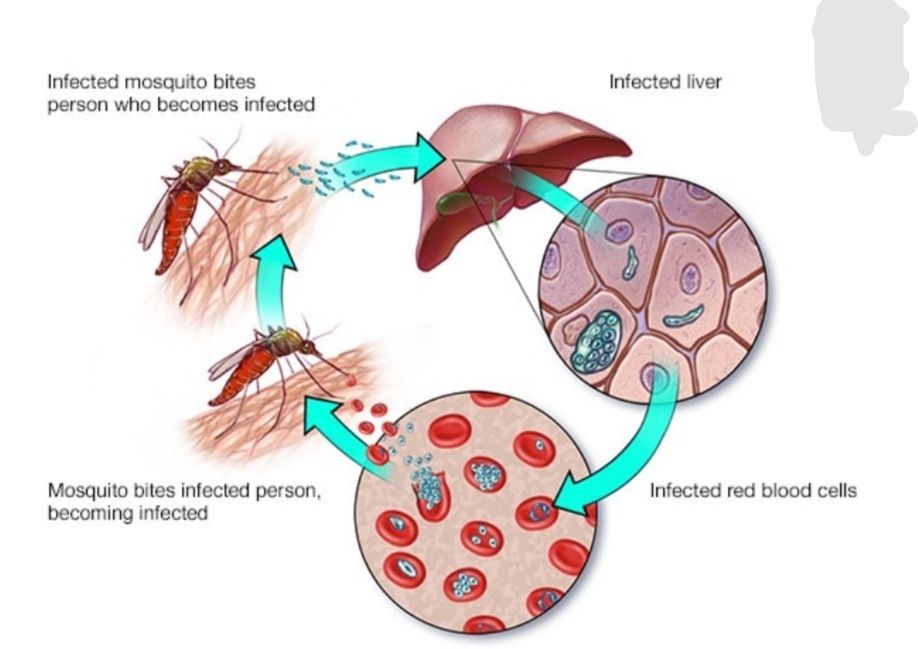 Infected mosquito bites
person who becomes infected
Infected liver
Mosquito bites infected person,
becoming infected
Infected red blood cells